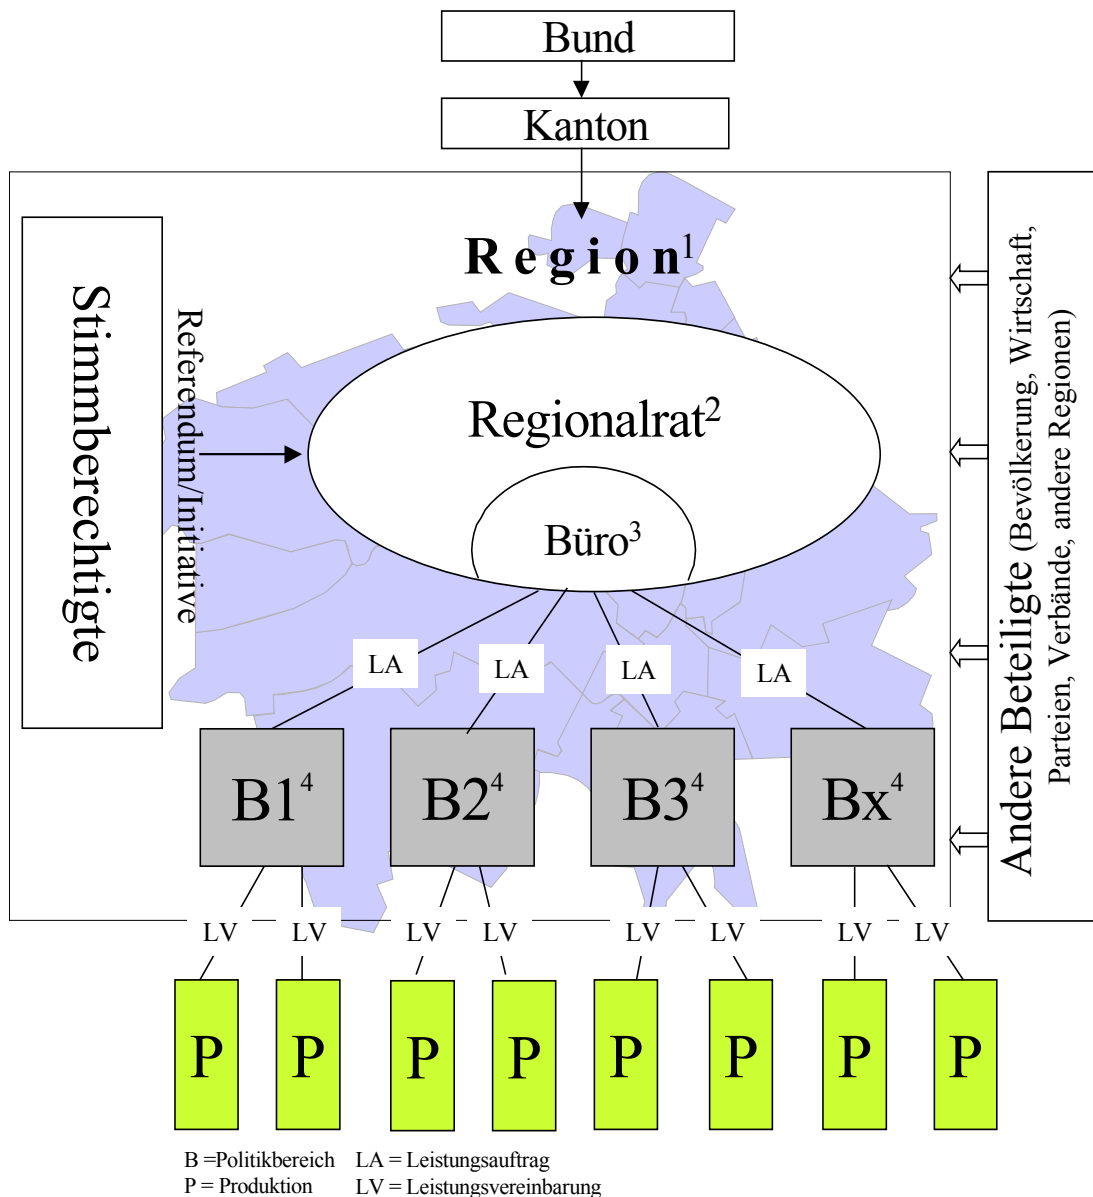 Bund
Kanton
Region¹
Stimmberechtigte
Referendum/Initiative
Regionalrat²
Büro³
Andere Beteiligte (Bevölkerung, Wirtschaft,
Parteien, Verbände, andere Regionen)
LA LA LA LA
B1⁴ B2⁴ B3⁴ Bx⁴
LV LV LV LV LV LV LV LV
P P P P P P P P
B =Politikbereich LA = Leistungsauftrag
P = Produktion LV = Leistungsvereinbarung